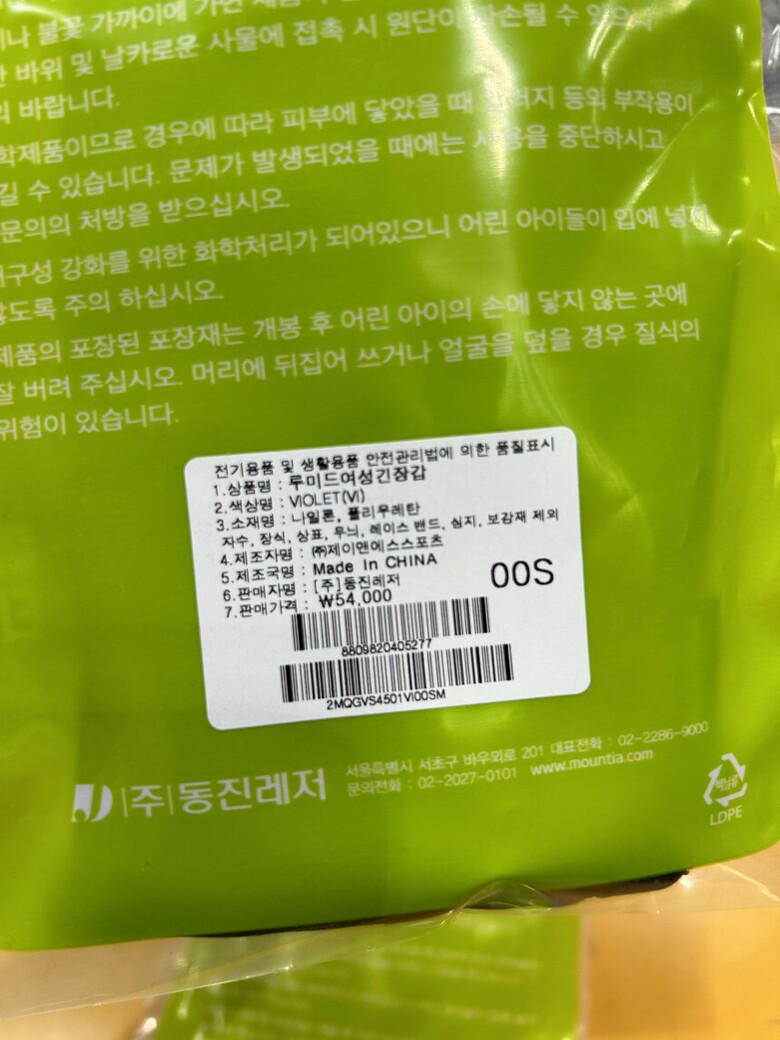 불꽃 가까이에 가면
바위 및 날카로운 사물에 접촉 시 원단이 손될 수 있으니
바랍니다.
학제품이므로 경우에 따라 피부에 닿았을 때 등의 부작용이
길 수 있습니다. 문제가 발생되었을 때에는 사용을 중단하시고
문의의 처방을 받으십시오.
구성 강화를 위한 화학처리가 되어있으니 어린 아이들이 입에 넣지
않도록 주의 하십시오.
제품의 포장된 포장재는 개봉 후 어린 아이의 손에 닿지 않는 곳에
잘 버려 주십시오. 머리에 뒤집어 쓰거나 얼굴을 덮을 경우 질식의
위험이 있습니다.
전기용품 및 생활용품 안전관리법에 의한 품질표시
1.상품명 : 루미드여성긴장갑
2.색상명 : VIOLET(VI)
3.소재명 : 나일론, 폴리우레탄
자수, 장식, 상표, 무늬, 레이스 밴드, 심지, 보강재 제외
4.제조자명 : ㈜제이앤에스스포츠
5.제조국명 : Made In CHINA
6.판매자명 : [주]동진레저
00S
7.판매가격 : ₩54,000
8809820405277
2MQGVS4501VI00SM
(주)동진레저
서울특별시 서초구 바우뫼로 201 대표전화 : 02-2286-9000
문의전화 : 02-2027-0101 www.mountia.com
비닐류
LDPE